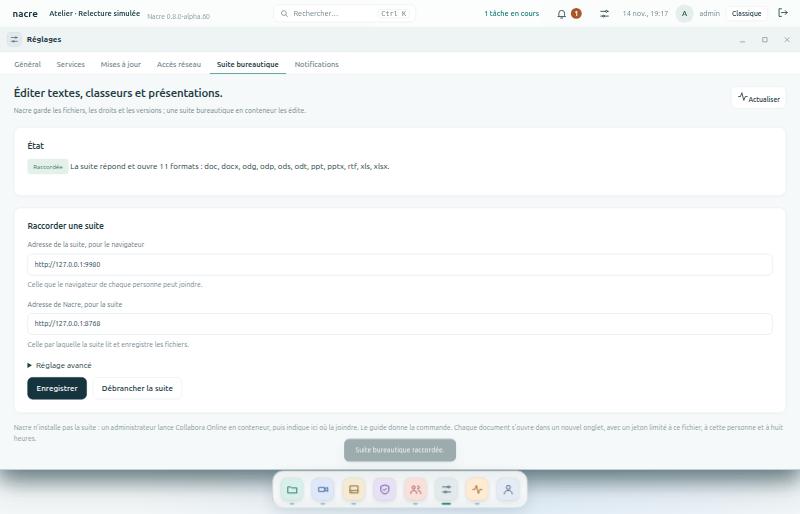 nacre Atelier · Relecture simulée Nacre 0.8.0-alpha.60 Rechercher... Ctrl K 1 tâche en cours 1 14 nov., 19:17 A admin Classique
Réglages
Général Services Mises à jour Accès réseau Suite bureautique Notifications
Éditer textes, classeurs et présentations.
Nacre garde les fichiers, les droits et les versions ; une suite bureautique en conteneur les édite.
Actualiser
État
Raccordée La suite répond et ouvre 11 formats : doc, docx, odg, odp, ods, odt, ppt, pptx, rtf, xls, xlsx.
Raccorder une suite
Adresse de la suite, pour le navigateur
http://127.0.0.1:9980
Celle que le navigateur de chaque personne peut joindre.
Adresse de Nacre, pour la suite
http://127.0.0.1:8768
Celle par laquelle la suite lit et enregistre les fichiers.
Réglage avancé
Enregistrer Débrancher la suite
Nacre n'installe pas la suite : un administrateur lance Collabora Online en conteneur, puis indique ici où la joindre. Le guide donne la commande. Chaque document s'ouvre dans un nouvel onglet, avec un jeton limité à ce fichier, à cette personne et à huit
heures.
Suite bureautique raccordée.